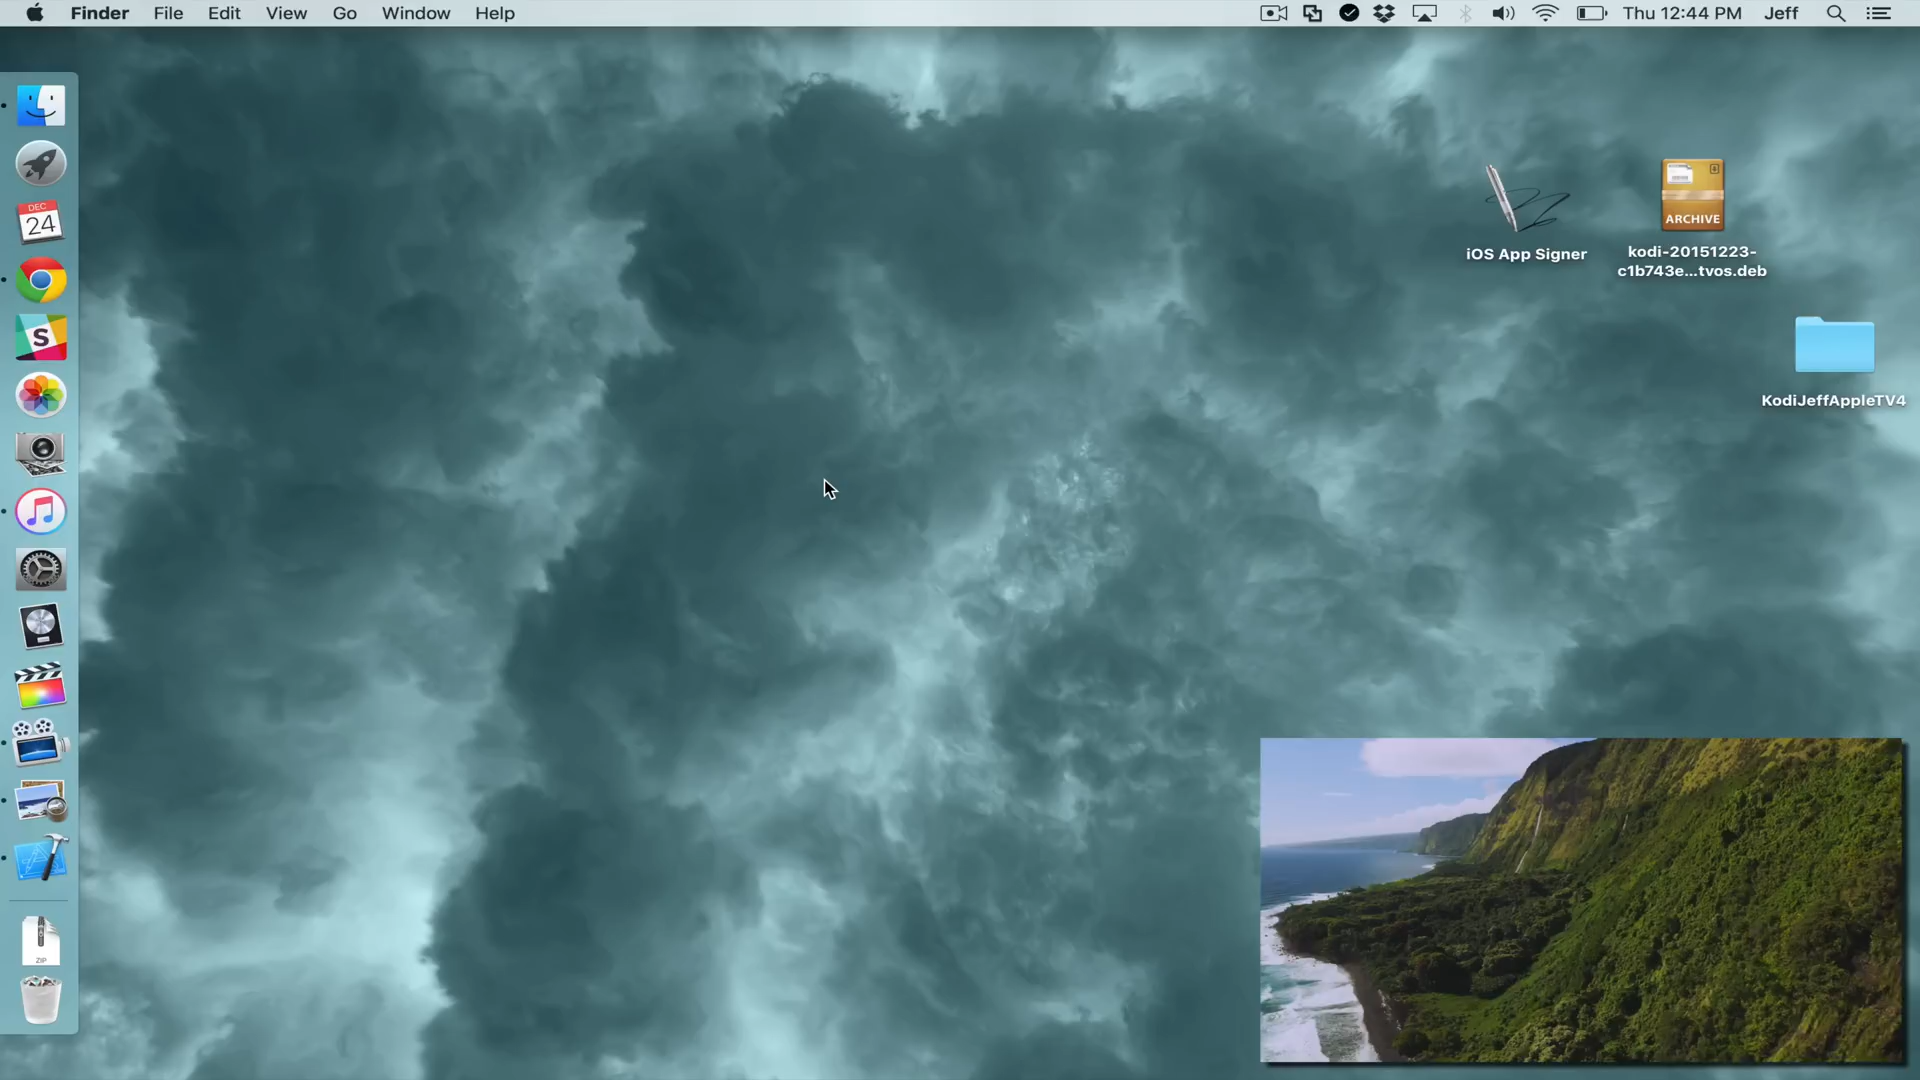 Finder File Edit View Go Window Help Thu 12:44 PM Jeff
DEC
24
S
ZIP
ARCHIVE
iOS App Signer
kodi-20151223-
c1b743e...tvos.deb
KodiJeffAppleTV4